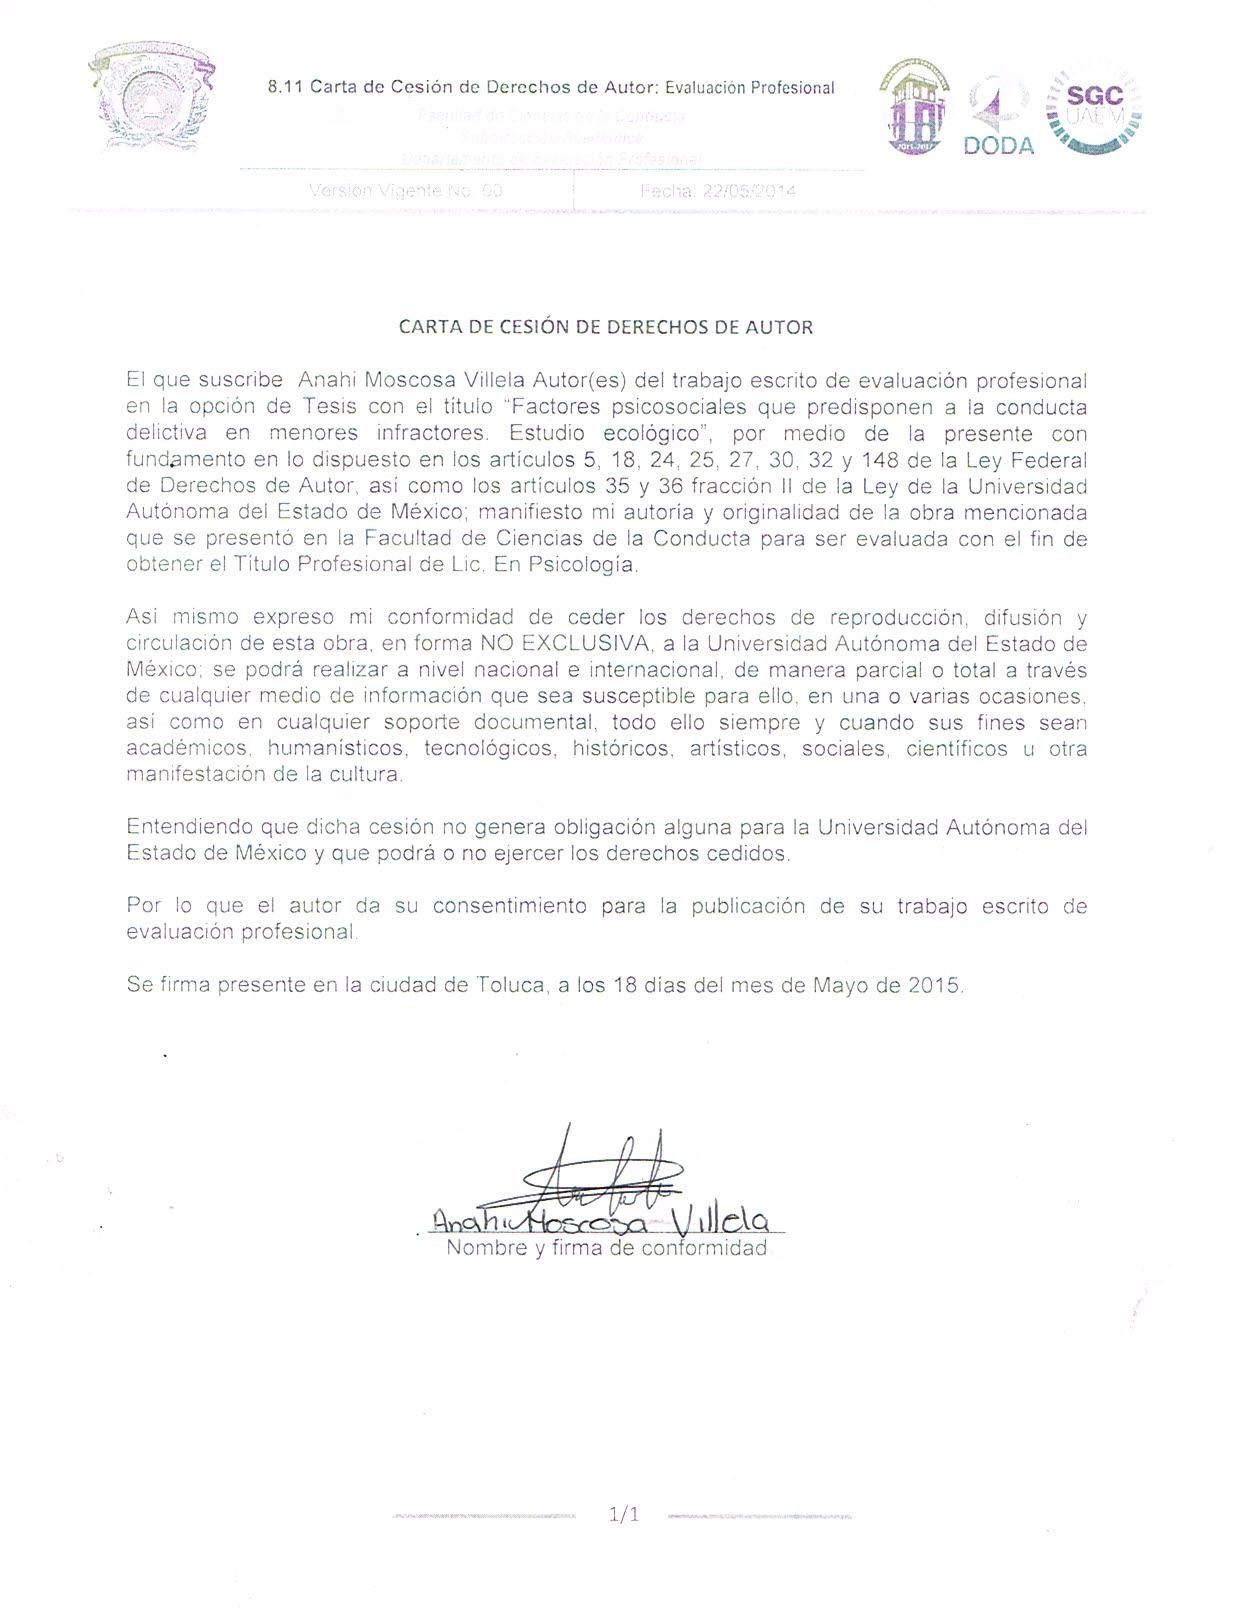 8.11 Carta de Cesión de Derechos de Autor: Evaluación Profesional
Facultad de Ciencias de la Conducta
Subdirección Académica
Departamento de Evaluación Profesional
Versión Vigente No. 00
Fecha: 22/05/2014
DODA
SGC
UAEM
CARTA DE CESIÓN DE DERECHOS DE AUTOR
El que suscribe Anahi Moscosa Villela Autor(es) del trabajo escrito de evaluación profesional
en la opción de Tesis con el título “Factores psicosociales que predisponen a la conducta
delictiva en menores infractores. Estudio ecológico”, por medio de la presente con
fundamento en lo dispuesto en los artículos 5, 18, 24, 25, 27, 30, 32 y 148 de la Ley Federal
de Derechos de Autor, así como los artículos 35 y 36 fracción II de la Ley de la Universidad
Autónoma del Estado de México; manifiesto mi autoría y originalidad de la obra mencionada
que se presentó en la Facultad de Ciencias de la Conducta para ser evaluada con el fin de
obtener el Título Profesional de Lic. En Psicología.
Así mismo expreso mi conformidad de ceder los derechos de reproducción, difusión y
circulación de esta obra, en forma NO EXCLUSIVA, a la Universidad Autónoma del Estado de
México; se podrá realizar a nivel nacional e internacional, de manera parcial o total a través
de cualquier medio de información que sea susceptible para ello, en una o varias ocasiones,
así como en cualquier soporte documental, todo ello siempre y cuando sus fines sean
académicos, humanísticos, tecnológicos, históricos, artísticos, sociales, científicos u otra
manifestación de la cultura.
Entendiendo que dicha cesión no genera obligación alguna para la Universidad Autónoma del
Estado de México y que podrá o no ejercer los derechos cedidos.
Por lo que el autor da su consentimiento para la publicación de su trabajo escrito de
evaluación profesional.
Se firma presente en la ciudad de Toluca, a los 18 días del mes de Mayo de 2015.
Anahi Moscosa Villela
Nombre y firma de conformidad
1/1